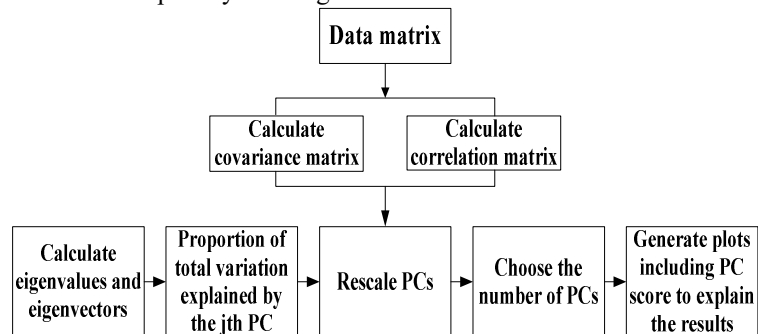 Data matrix
Calculate
covariance matrix
Calculate
correlation matrix
Calculate
eigenvalues and
eigenvectors
Proportion of
total variation
explained by
the jth PC
Rescale PCs
Choose the
number of PCs
Generate plots
including PC
score to explain
the results